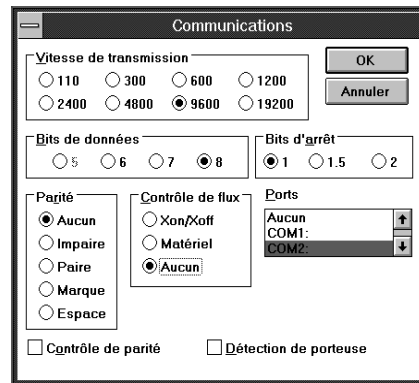 Communications
Vitesse de transmission
110 300 600 1200
2400 4800 9600 19200
OK
Annuler
Bits de données
5 6 7 8
Bits d'arrêt
1 1.5 2
Parité
Aucun
Impaire
Paire
Marque
Espace
Contrôle de flux
Xon/Xoff
Matériel
Aucun
Ports
Aucun
COM1:
COM2:
Contrôle de parité
Détection de porteuse